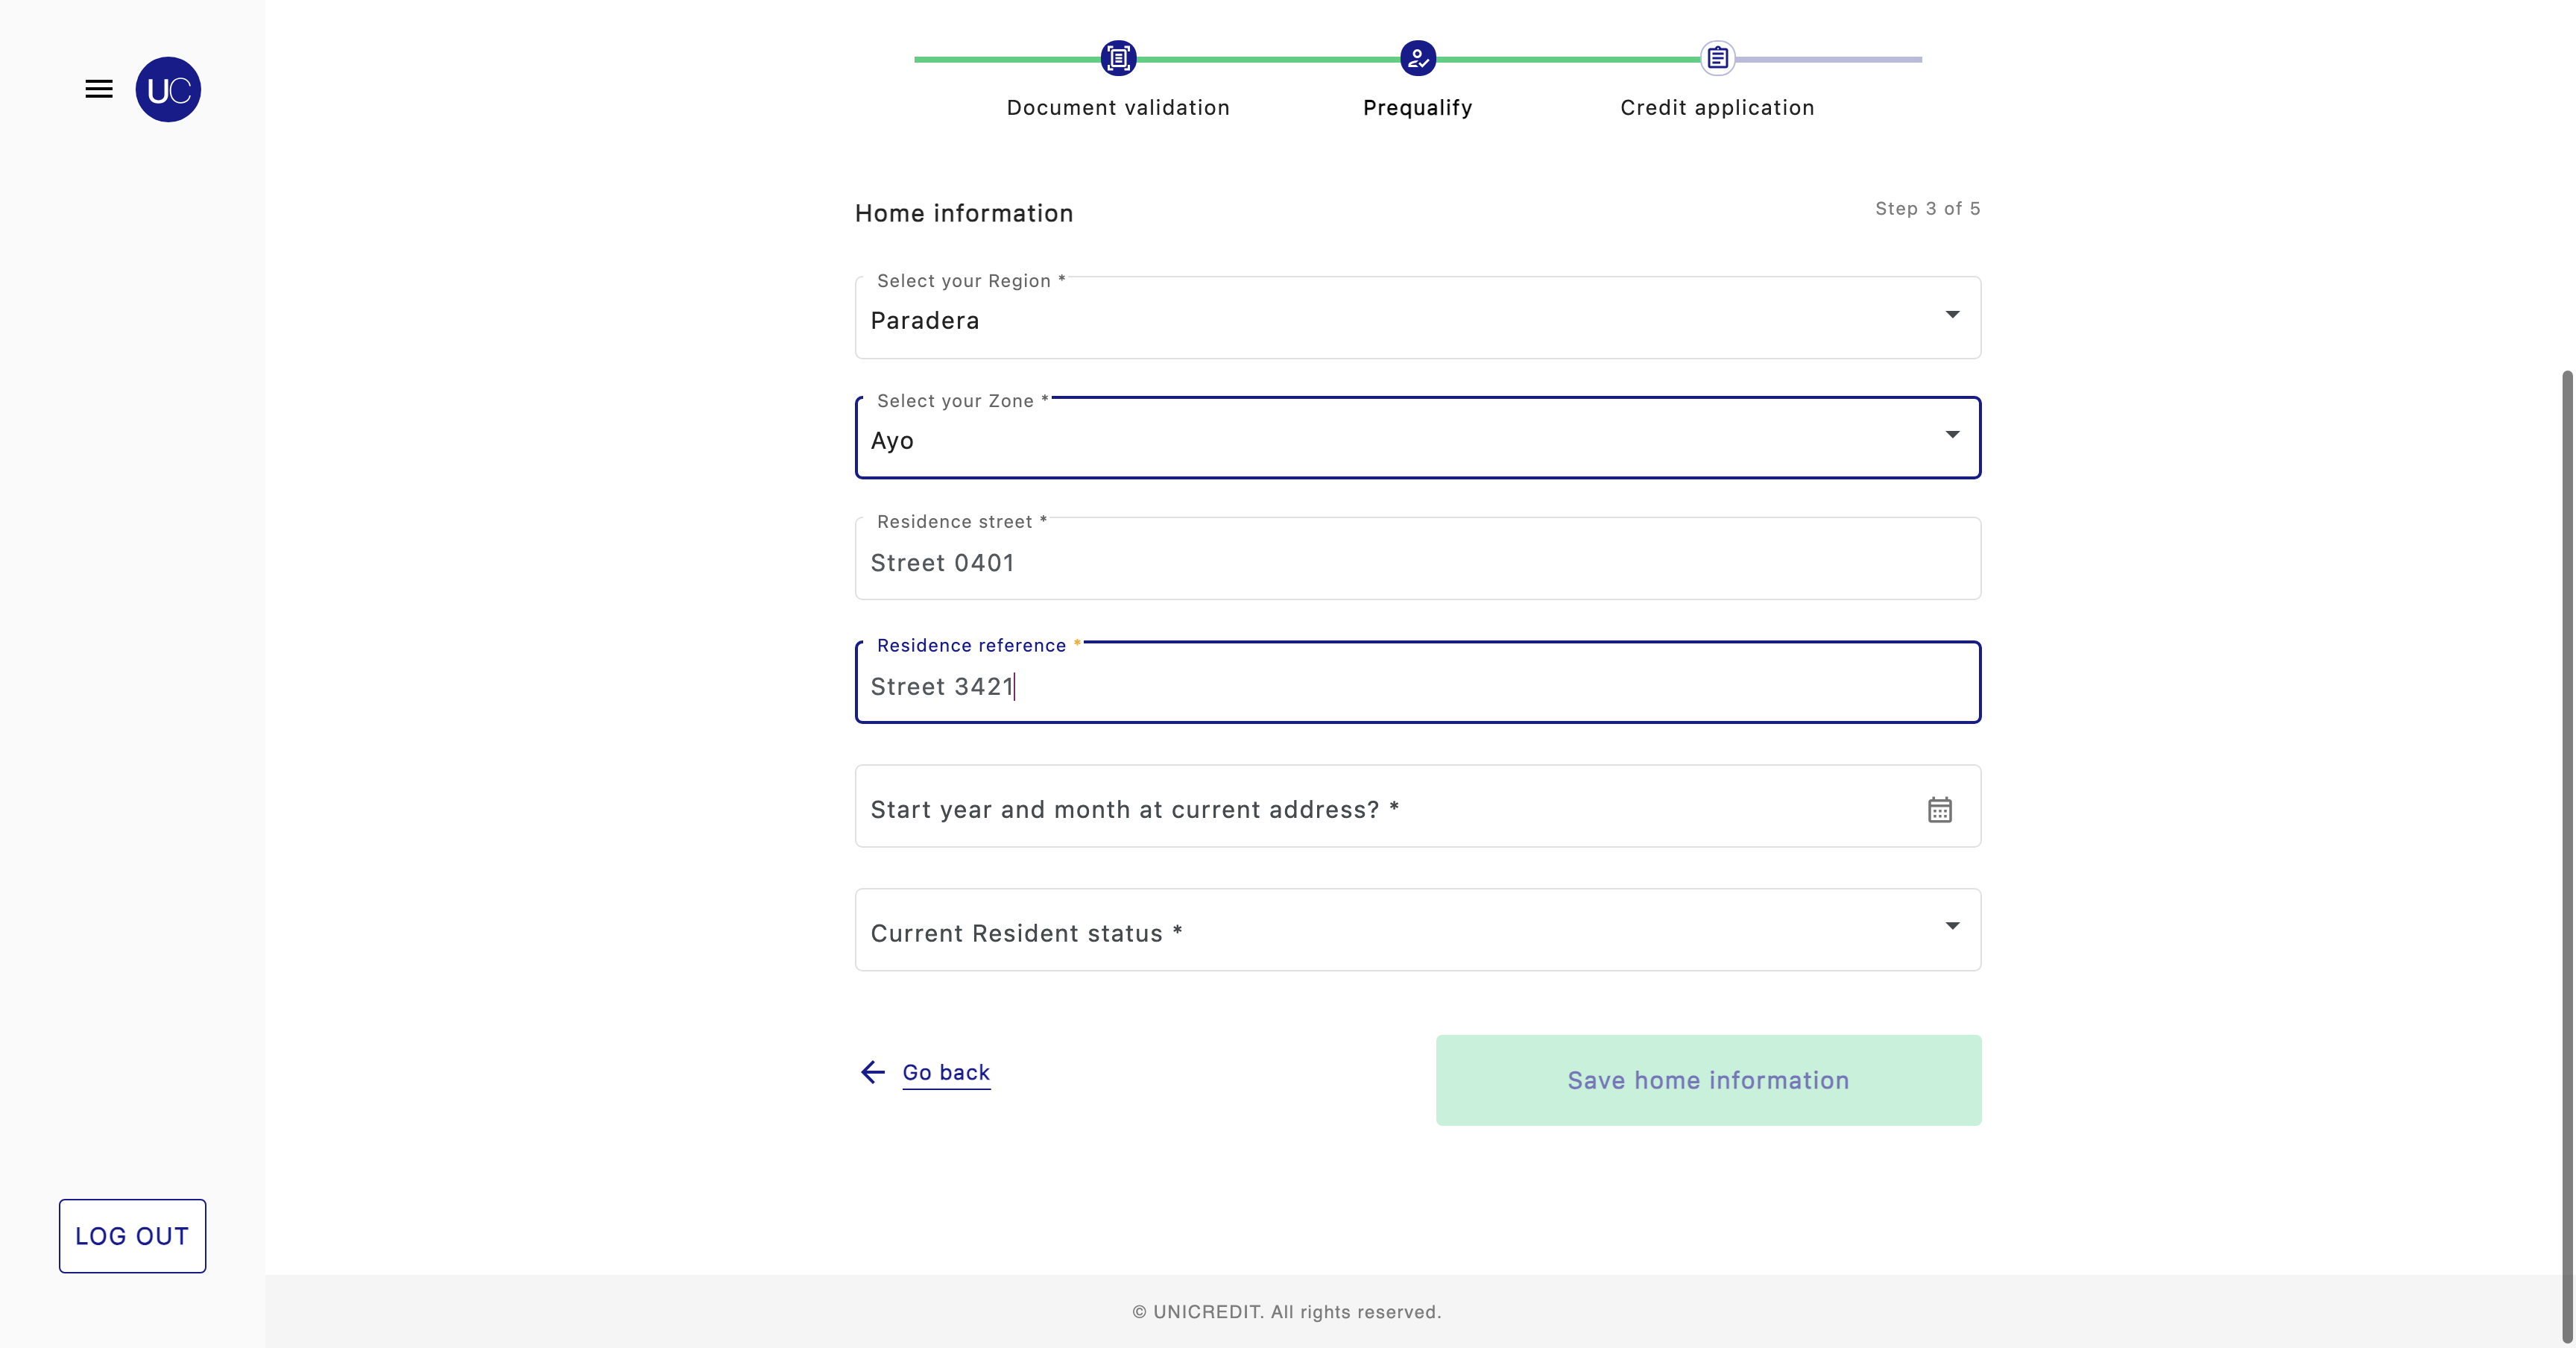 UC
Document validation
Prequalify
Credit application
Home information
Step 3 of 5
Select your Region *
Paradera
Select your Zone *
Ayo
Residence street *
Street 0401
Residence reference *
Street 3421
Start year and month at current address? *
Current Resident status *
Go back
Save home information
LOG OUT
© UNICREDIT. All rights reserved.